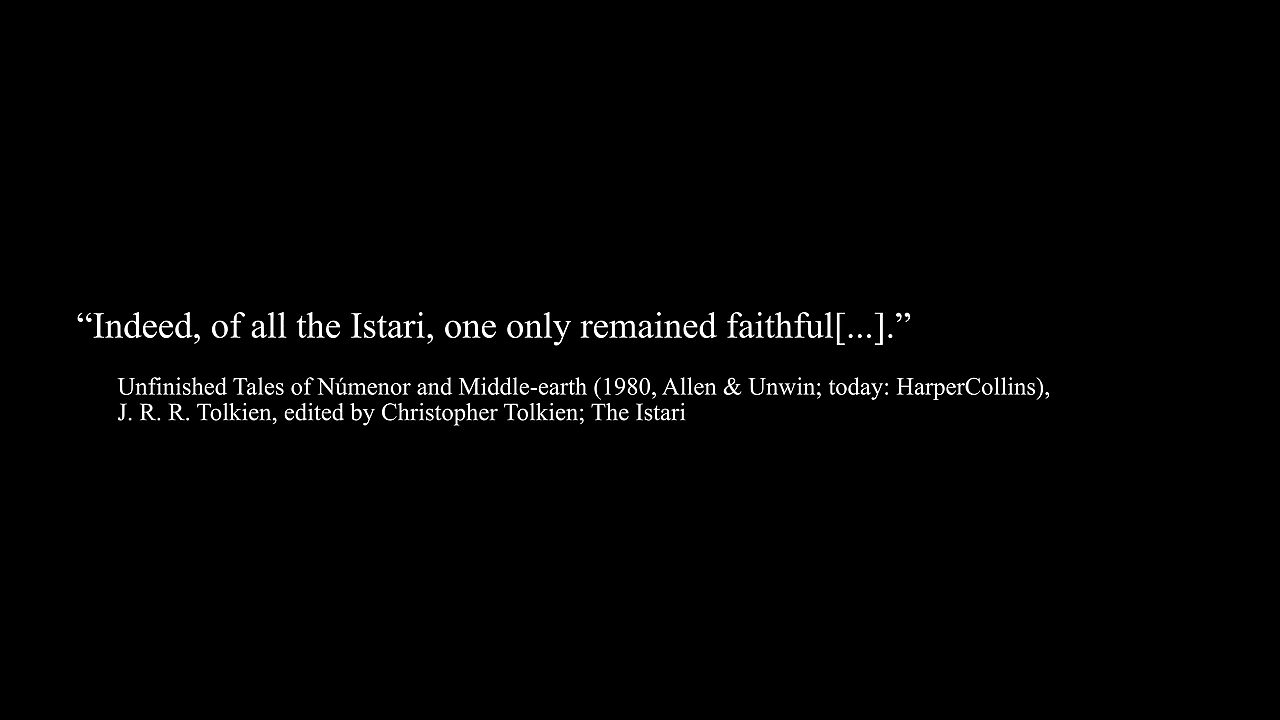 “Indeed, of all the Istari, one only remained faithful[...].”
Unfinished Tales of Númenor and Middle-earth (1980, Allen & Unwin; today: HarperCollins),
J. R. R. Tolkien, edited by Christopher Tolkien; The Istari